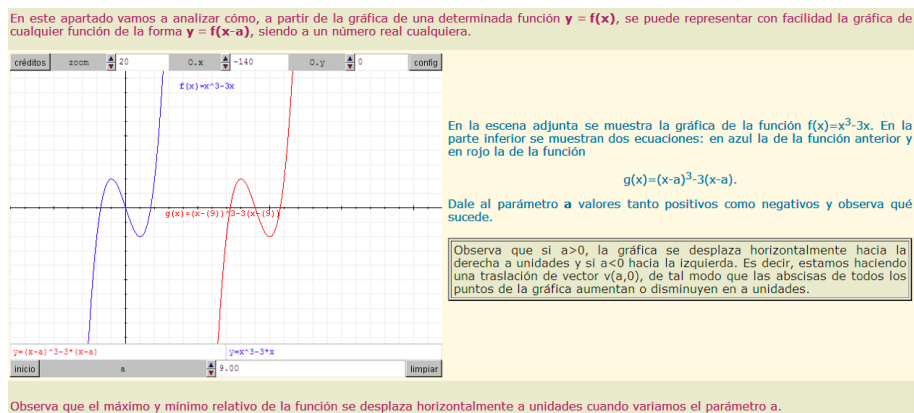 En este apartado vamos a analizar cómo, a partir de la gráfica de una determinada función y = f(x), se puede representar con facilidad la gráfica de
cualquier función de la forma y = f(x-a), siendo a un número real cualquiera.
créditos zoom 20 O.x -140 O.y 0 config
f(x)=x^3-3x
g(x)=(x-(9))^3-3(x-(9))
y=(x-a)^3-3*(x-a) y=x^3-3*x
inicio a 9.00 limpiar
En la escena adjunta se muestra la gráfica de la función f(x)=x³-3x. En la
parte inferior se muestran dos ecuaciones: en azul la de la función anterior y
en rojo la de la función
g(x)=(x-a)³-3(x-a).
Dale al parámetro a valores tanto positivos como negativos y observa qué
sucede.
Observa que si a>0, la gráfica se desplaza horizontalmente hacia la
derecha a unidades y si a<0 hacia la izquierda. Es decir, estamos haciendo
una traslación de vector v(a,0), de tal modo que las abscisas de todos los
puntos de la gráfica aumentan o disminuyen en a unidades.
Observa que el máximo y mínimo relativo de la función se desplaza horizontalmente a unidades cuando variamos el parámetro a.